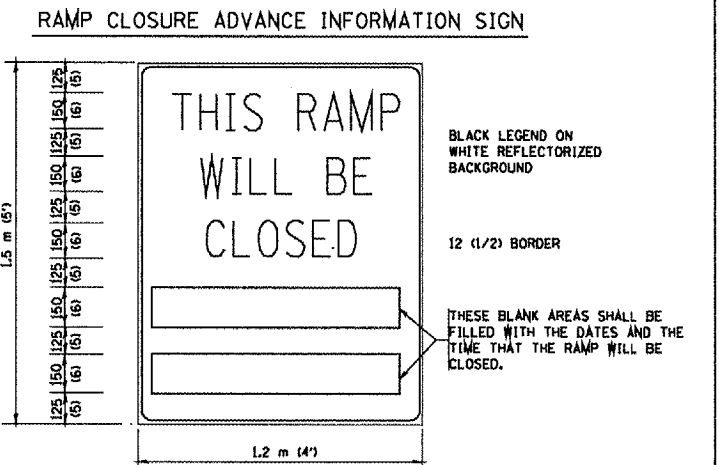 RAMP CLOSURE ADVANCE INFORMATION SIGN
THIS RAMP
WILL BE
CLOSED
BLACK LEGEND ON
WHITE REFLECTORIZED
BACKGROUND
12 (1/2) BORDER
THESE BLANK AREAS SHALL BE
FILLED WITH THE DATES AND THE
TIME THAT THE RAMP WILL BE
CLOSED.
1.5 m (5')
125 (5)
150 (6)
125 (5)
150 (6)
125 (5)
150 (6)
125 (5)
150 (6)
125 (5)
150 (6)
125 (5)
1.2 m (4')